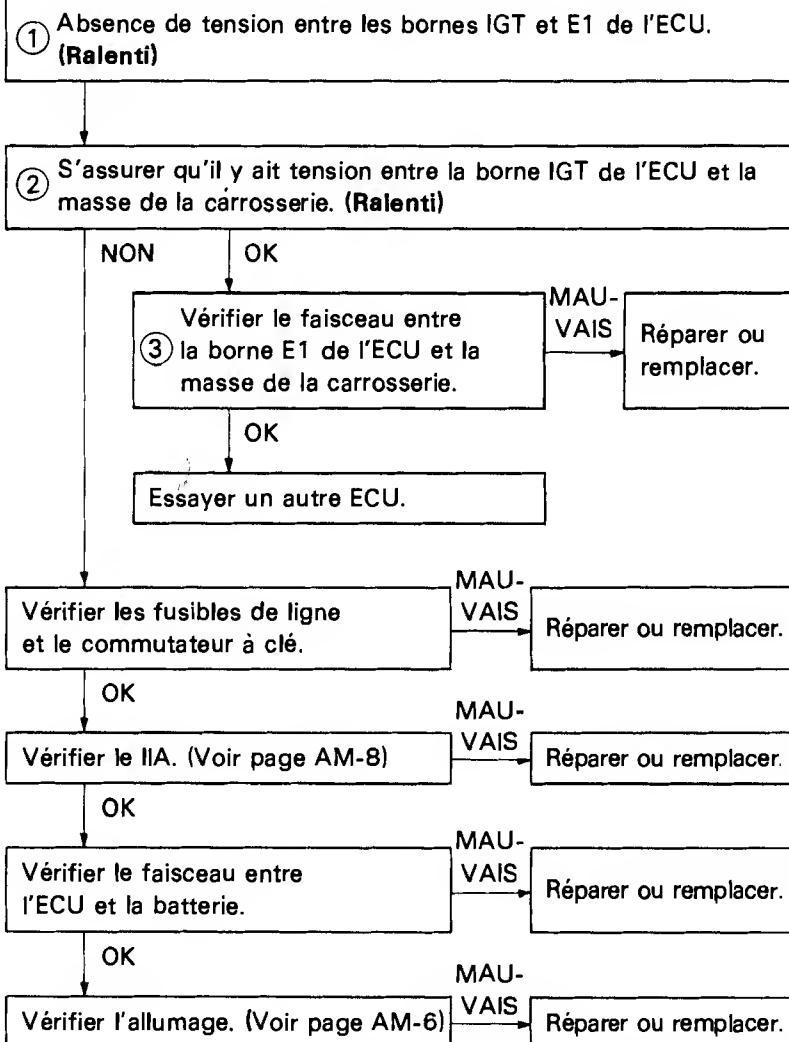 ① Absence de tension entre les bornes IGT et E1 de l'ECU.
(Ralenti)
② S'assurer qu'il y ait tension entre la borne IGT de l'ECU et la
masse de la carrosserie. (Ralenti)
NON
OK
③ Vérifier le faisceau entre
la borne E1 de l'ECU et la
masse de la carrosserie.
MAU-
VAIS
Réparer ou
remplacer.
OK
Essayer un autre ECU.
Vérifier les fusibles de ligne
et le commutateur à clé.
MAU-
VAIS
Réparer ou remplacer.
OK
Vérifier le IIA. (Voir page AM-8)
MAU-
VAIS
Réparer ou remplacer.
OK
Vérifier le faisceau entre
l'ECU et la batterie.
MAU-
VAIS
Réparer ou remplacer.
OK
Vérifier l'allumage. (Voir page AM-6)
MAU-
VAIS
Réparer ou remplacer.